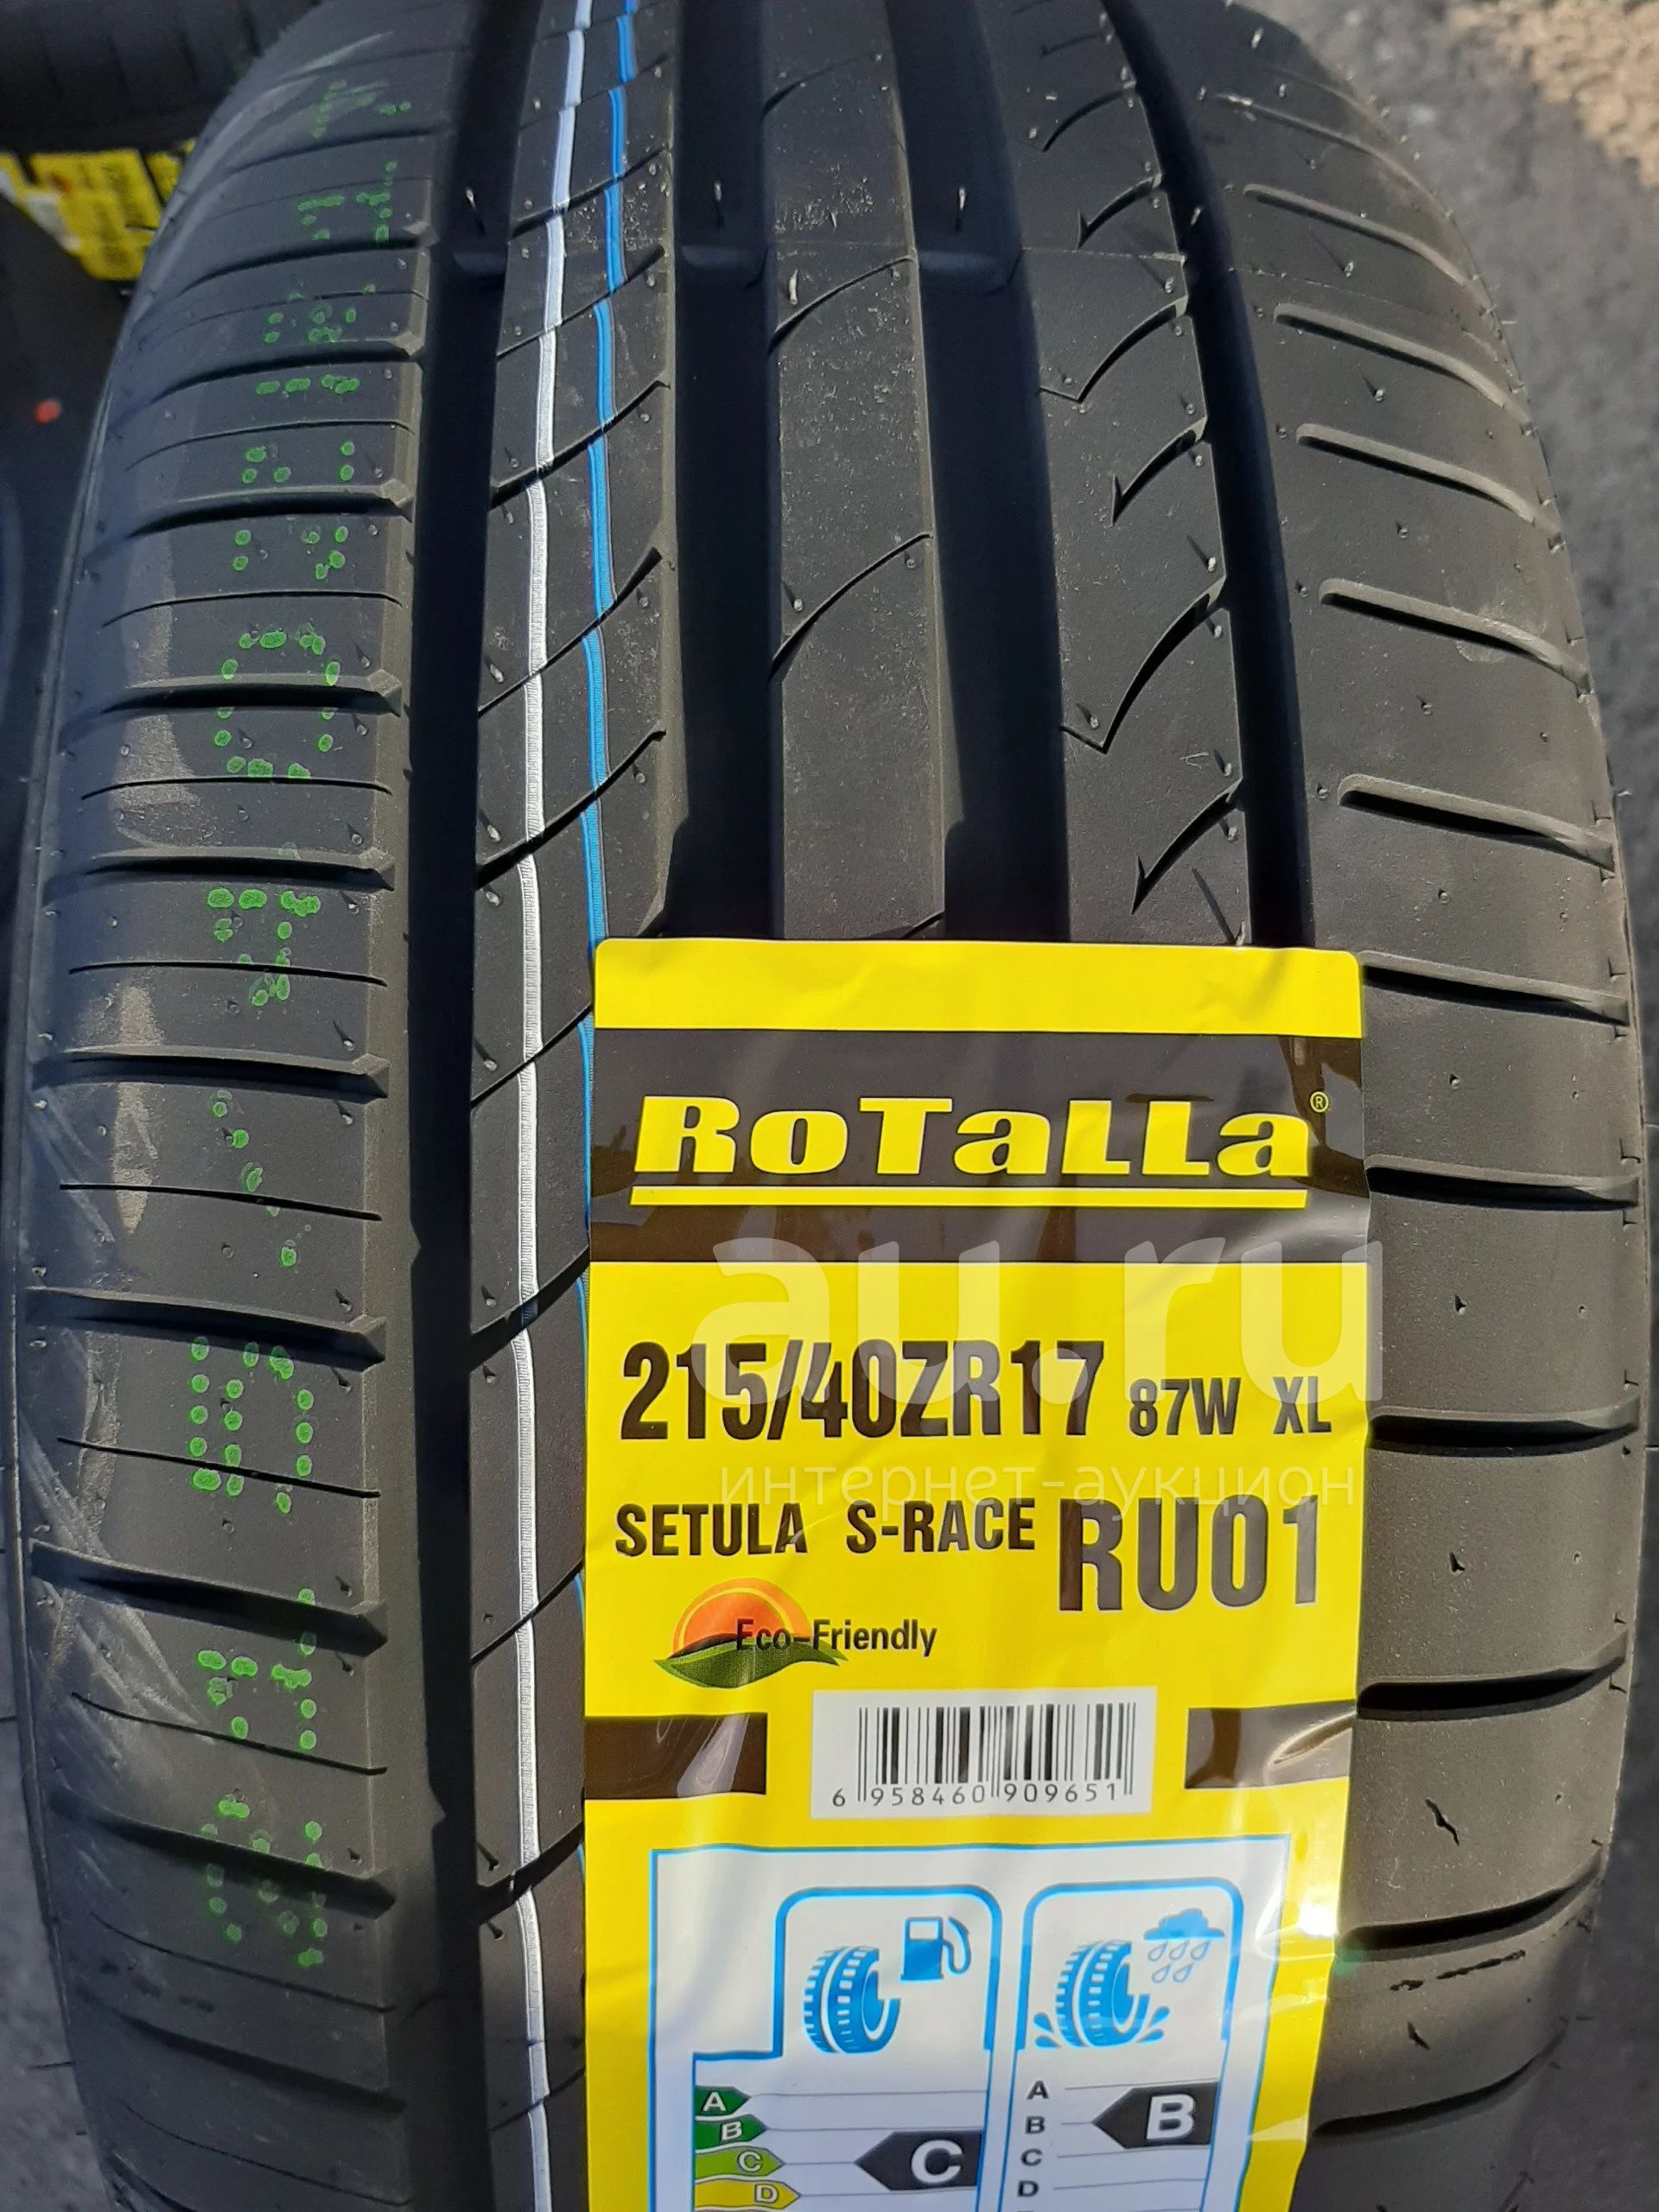 RoTaLLa®
au.ru
215/40ZR17 87W XL
интернет-аукцион
SETULA S-RACE RU01
Eco-Friendly
6 958460 909651
A
B
C
D
C
A
B
C
D
B